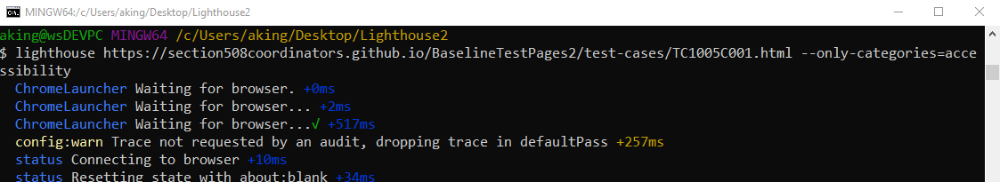 MINGW64:/c/Users/aking/Desktop/Lighthouse2
aking@wsDEVPC MINGW64 /c/Users/aking/Desktop/Lighthouse2
$ lighthouse https://section508coordinators.github.io/BaselineTestPages2/test-cases/TC1005C001.html --only-categories=acce
ssibility
ChromeLauncher Waiting for browser. +0ms
ChromeLauncher Waiting for browser... +2ms
ChromeLauncher Waiting for browser...√ +517ms
config:warn Trace not requested by an audit, dropping trace in defaultPass +257ms
status Connecting to browser +10ms
status Resetting state with about:blank +34ms